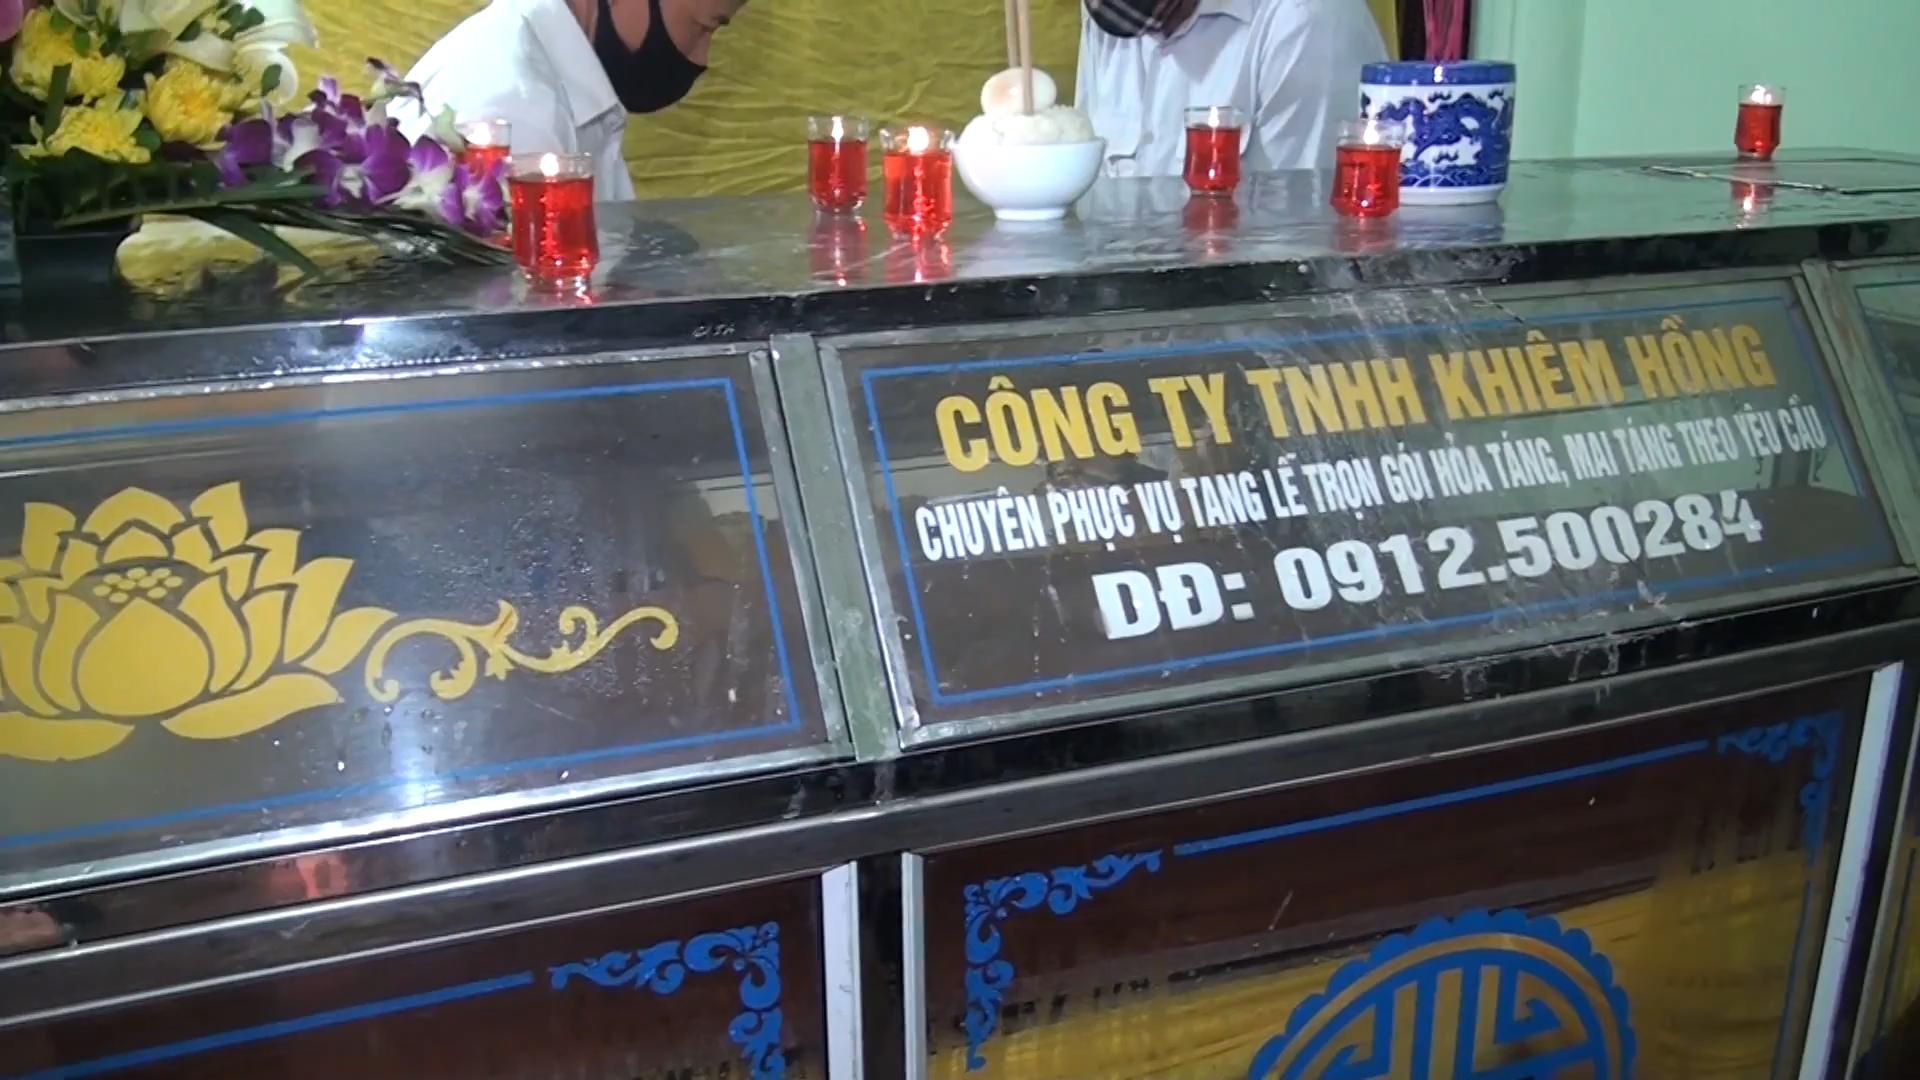 CÔNG TY TNHH KHIÊM HỒNG
CHUYÊN PHỤC VỤ TANG LỄ TRỌN GÓI HỎA TÁNG, MAI TÁNG THEO YÊU CẦU
DĐ: 0912.500284